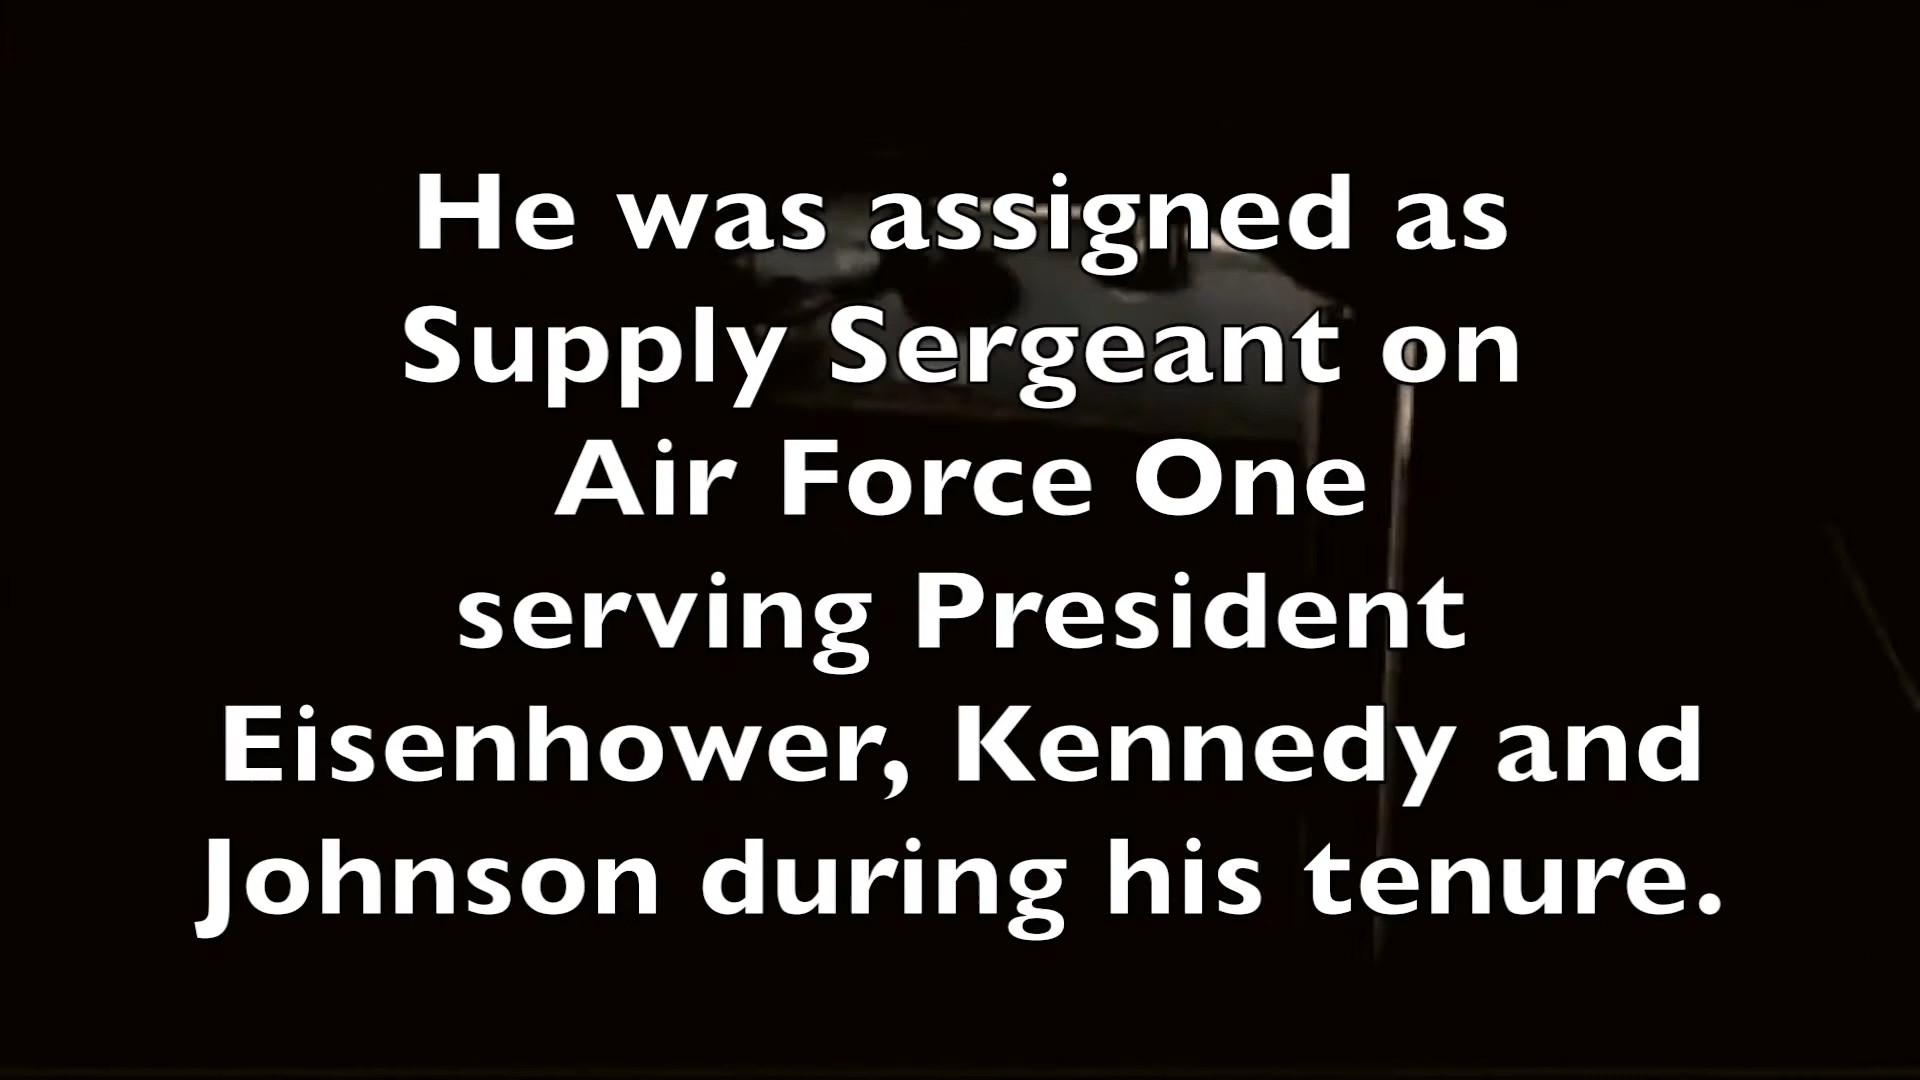 He was assigned as
Supply Sergeant on
Air Force One
serving President
Eisenhower, Kennedy and
Johnson during his tenure.